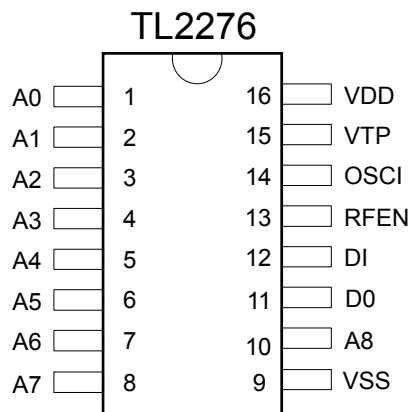 TL2276
A0 1 16 VDD
A1 2 15 VTP
A2 3 14 OSCI
A3 4 13 RFEN
A4 5 12 DI
A5 6 11 D0
A6 7 10 A8
A7 8 9 VSS